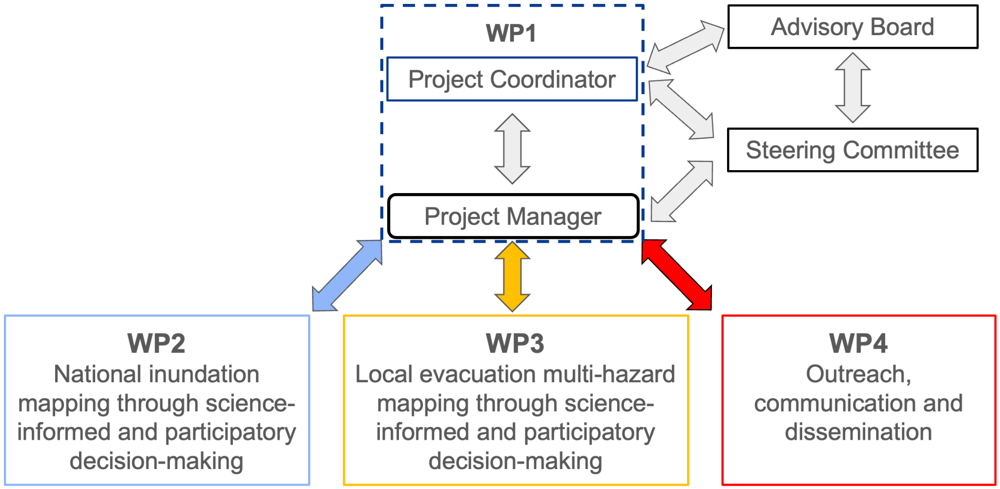 WP1
Project Coordinator
Project Manager
Advisory Board
Steering Committee
WP2
National inundation
mapping through science-
informed and participatory
decision-making
WP3
Local evacuation multi-hazard
mapping through science-
informed and participatory
decision-making
WP4
Outreach,
communication and
dissemination